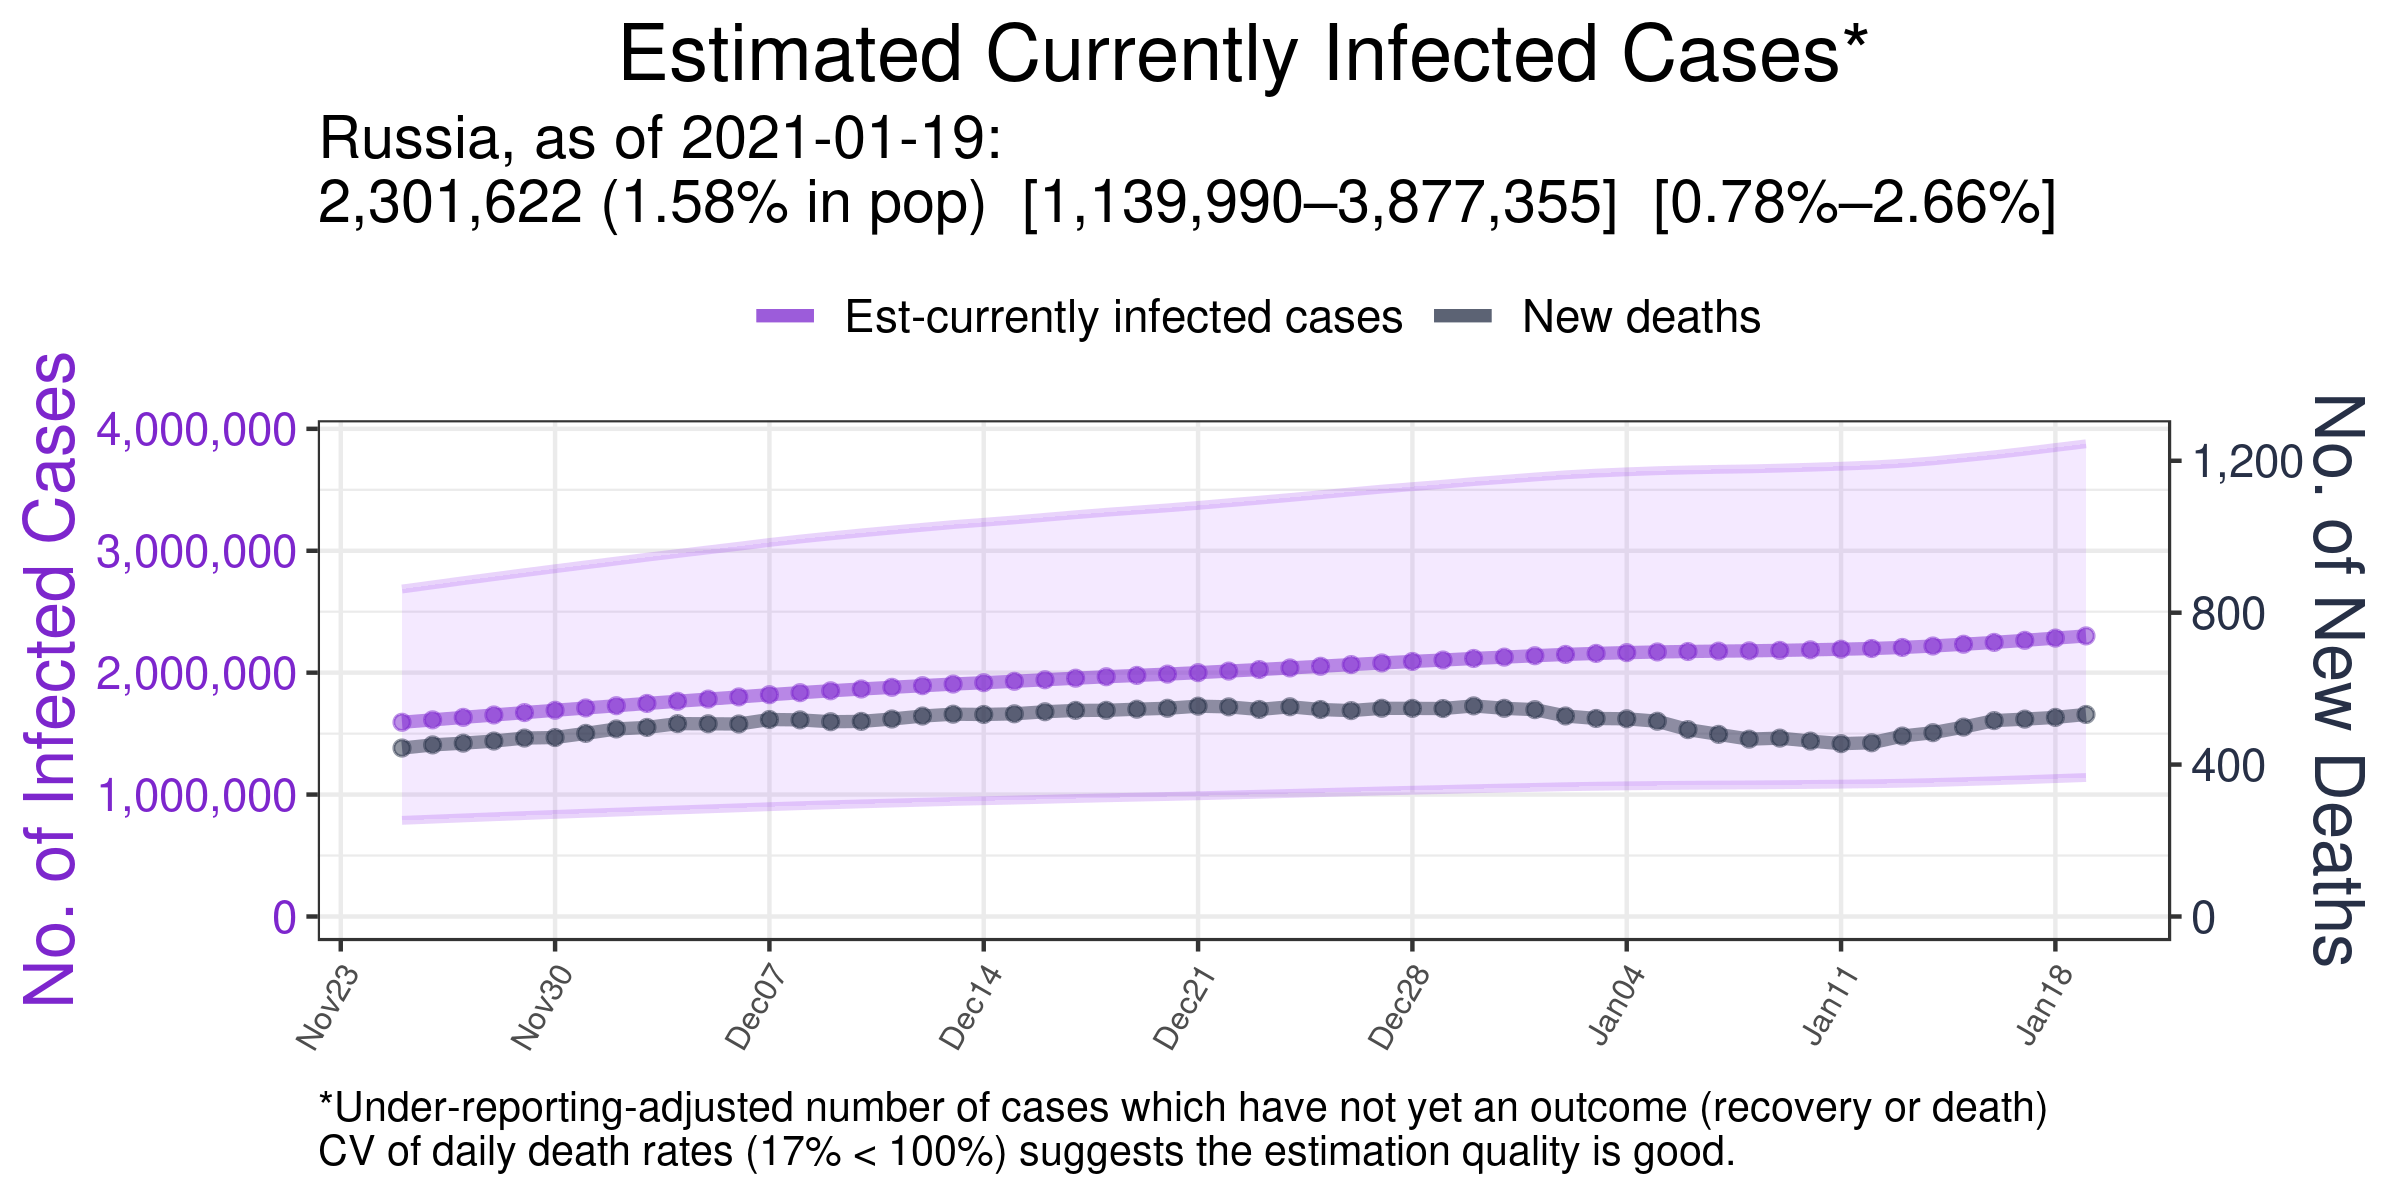 Estimated Currently Infected Cases*
Russia, as of 2021-01-19:
2,301,622 (1.58% in pop) [1,139,990–3,877,355] [0.78%–2.66%]
Est-currently infected cases
New deaths
No. of Infected Cases
4,000,000
3,000,000
2,000,000
1,000,000
0
1,200
800
400
0
No. of New Deaths
Nov23
Nov30
Dec07
Dec14
Dec21
Dec28
Jan04
Jan11
Jan18
*Under-reporting-adjusted number of cases which have not yet an outcome (recovery or death)
CV of daily death rates (17% < 100%) suggests the estimation quality is good.